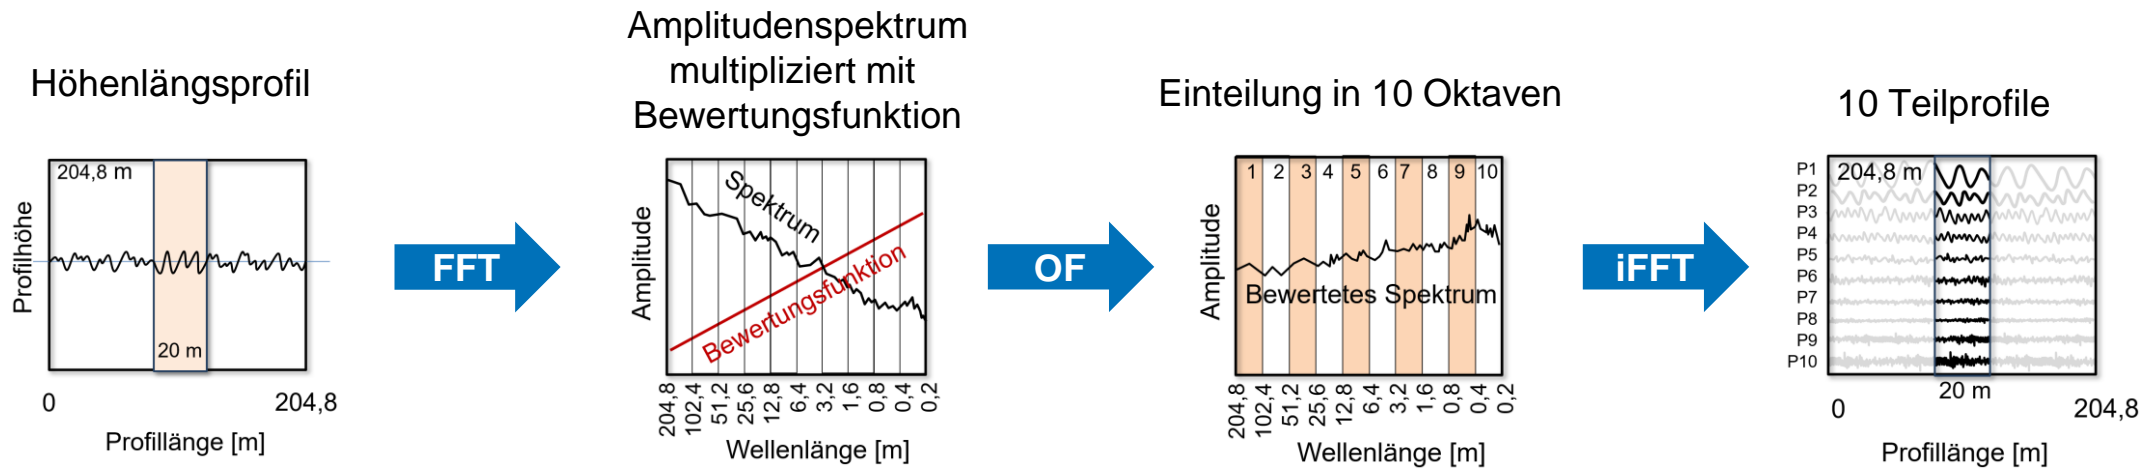 Höhenlängsprofil
204,8 m
20 m
Profilhöhe
0
204,8
Profillänge [m]
FFT
Amplitudenspektrum
multipliziert mit
Bewertungsfunktion
Spektrum
Bewertungsfunktion
Amplitude
204,8
102,4
51,2
25,6
12,8
6,4
3,2
1,6
0,8
0,4
0,2
Wellenlänge [m]
OF
Einteilung in 10 Oktaven
1 2 3 4 5 6 7 8 9 10
Bewertetes Spektrum
Amplitude
204,8
102,4
51,2
25,6
12,8
6,4
3,2
1,6
0,8
0,4
0,2
Wellenlänge [m]
iFFT
10 Teilprofile
204,8 m
P1
P2
P3
P4
P5
P6
P7
P8
P9
P10
20 m
0
204,8
Profillänge [m]